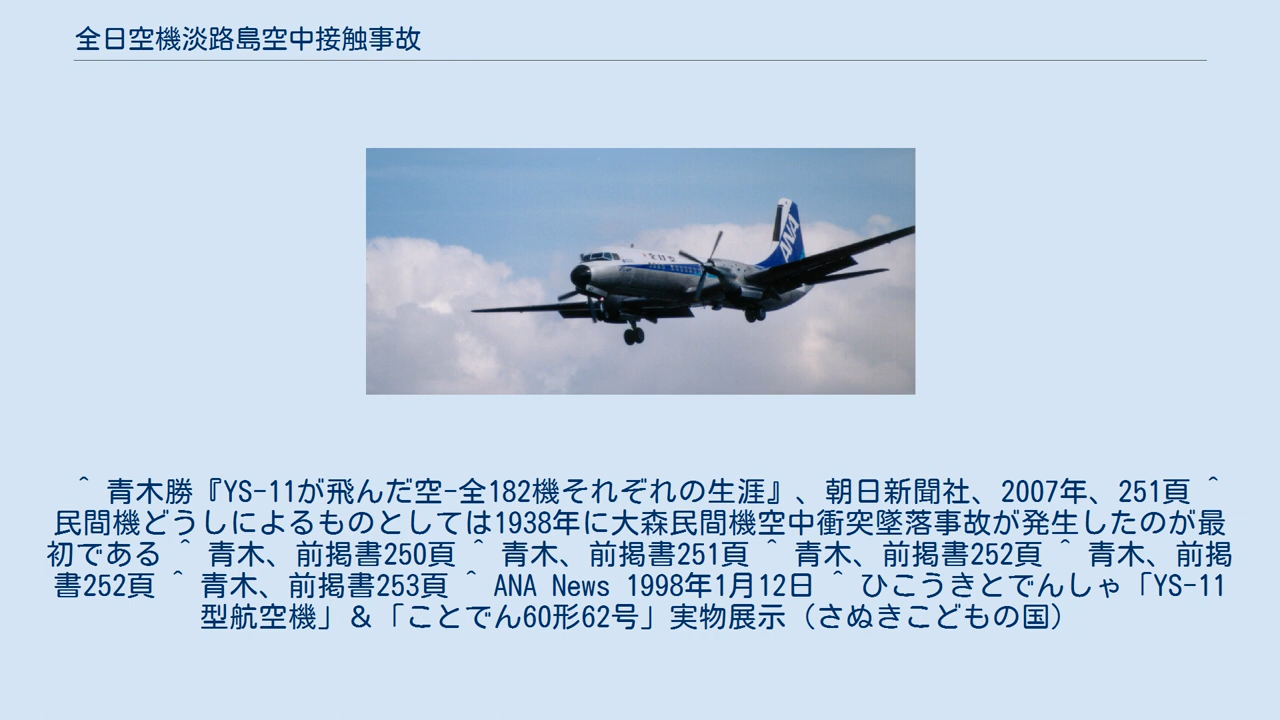 全日空機淡路島空中接触事故
ANA
^ 青木勝『YS-11が飛んだ空-全182機それぞれの生涯』、朝日新聞社、2007年、251頁 ^
民間機どうしによるものとしては1938年に大森民間機空中衝突墜落事故が発生したのが最
初である ^ 青木、前掲書250頁 ^ 青木、前掲書251頁 ^ 青木、前掲書252頁 ^ 青木、前掲
書252頁 ^ 青木、前掲書253頁 ^ ANA News 1998年1月12日 ^ ひこうきとでんしゃ「YS-11
型航空機」＆「ことでん60形62号」実物展示（さぬきこどもの国）